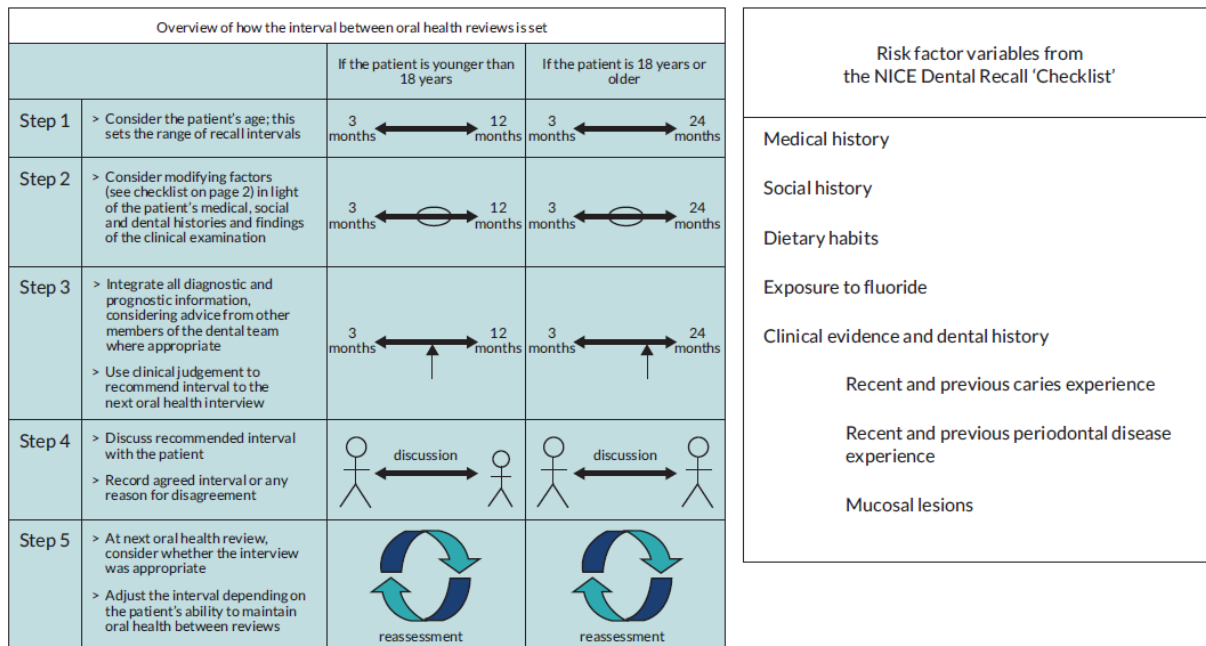 Overview of how the interval between oral health reviews is set
If the patient is younger than
18 years
If the patient is 18 years or
older
Step 1
> Consider the patient's age; this
sets the range of recall intervals
3
months
12
months
3
months
24
months
Step 2
> Consider modifying factors
(see checklist on page 2) in light
of the patient's medical, social
and dental histories and findings
of the clinical examination
3
months
12
months
3
months
24
months
Step 3
> Integrate all diagnostic and
prognostic information,
considering advice from other
members of the dental team
where appropriate
> Use clinical judgement to
recommend interval to the
next oral health interview
3
months
12
months
3
months
24
months
Step 4
> Discuss recommended interval
with the patient
> Record agreed interval or any
reason for disagreement
discussion
discussion
Step 5
> At next oral health review,
consider whether the interview
was appropriate
> Adjust the interval depending on
the patient's ability to maintain
oral health between reviews
reassessment
reassessment
Risk factor variables from
the NICE Dental Recall 'Checklist'
Medical history
Social history
Dietary habits
Exposure to fluoride
Clinical evidence and dental history
Recent and previous caries experience
Recent and previous periodontal disease
experience
Mucosal lesions